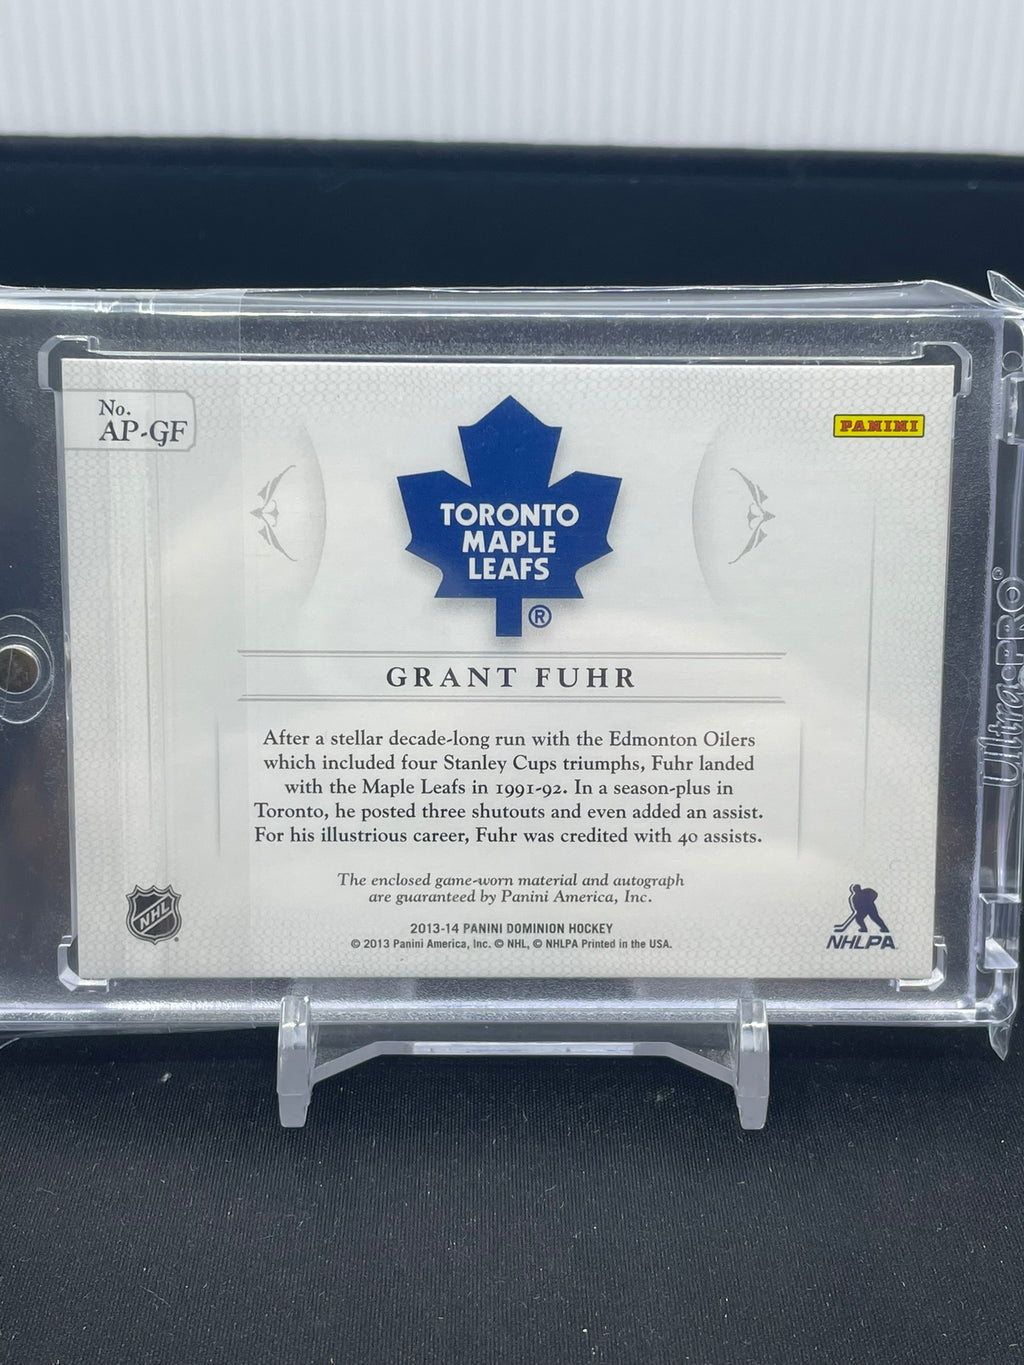 No.
AP-GF
PANINI
TORONTO
MAPLE
LEAFS
®
GRANT FUHR
After a stellar decade-long run with the Edmonton Oilers
which included four Stanley Cups triumphs, Fuhr landed
with the Maple Leafs in 1991-92. In a season-plus in
Toronto, he posted three shutouts and even added an assist.
For his illustrious career, Fuhr was credited with 40 assists.
The enclosed game-worn material and autograph
are guaranteed by Panini America, Inc.
2013-14 PANINI DOMINION HOCKEY
© 2013 Panini America, Inc. © NHL, © NHLPA Printed in the USA.
NHL
NHLPA
Ultra•PRO